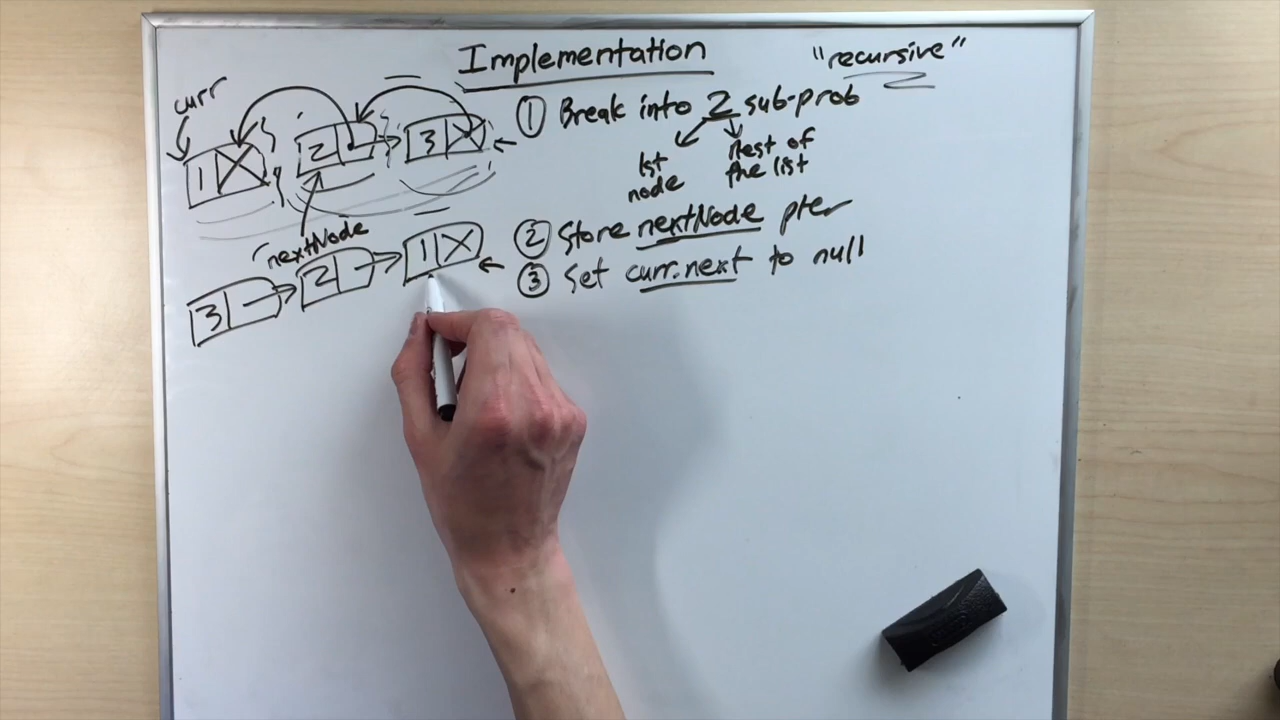 Implementation
"recursive"
curr
1 2 3
① Break into 2 sub-prob
1st
node
rest of
the list
nextNode
② Store nextNode pter
3 2 1
③ Set curr.next to null